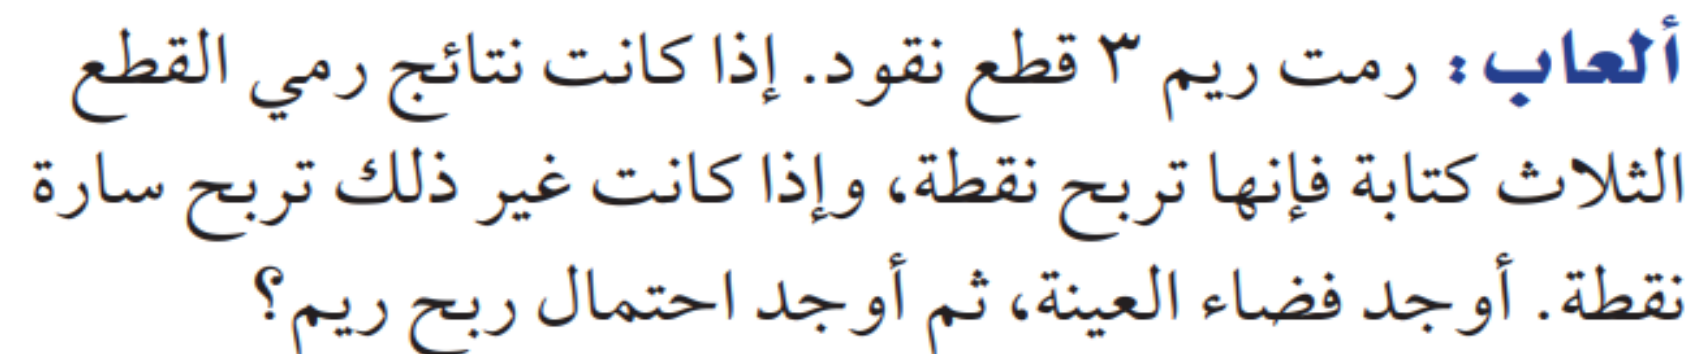 ألعاب: رمت ريم ٣ قطع نقود. إذا كانت نتائج رمي القطع
الثلاث كتابة فإنها تربح نقطة، وإذا كانت غير ذلك تربح سارة
نقطة. أوجد فضاء العينة، ثم أوجد احتمال ربح ريم؟